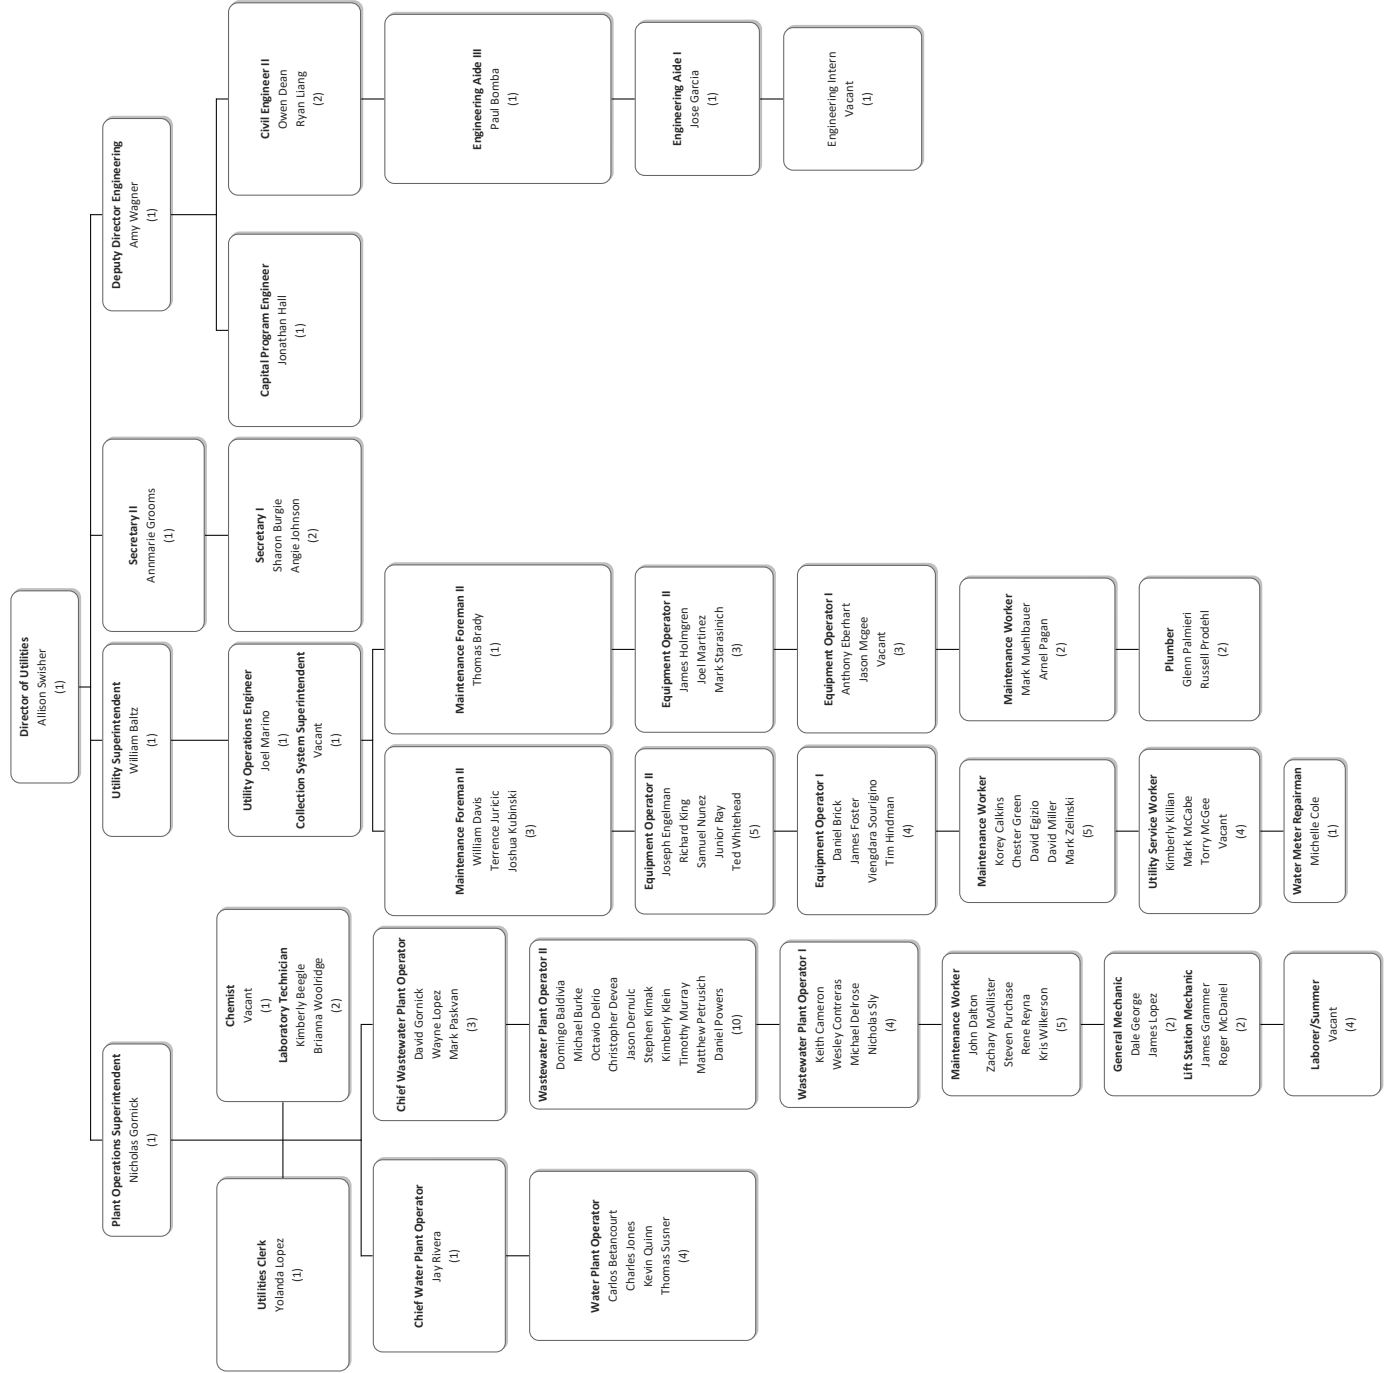 Director of Utilities
Allison Swisher
(1)
Plant Operations Superintendent
Nicholas Gornick
(1)
Utility Superintendent
William Baltz
(1)
Secretary II
Annmarie Grooms
(1)
Deputy Director Engineering
Amy Wagner
(1)
Utilities Clerk
Yolanda Lopez
(1)
Chemist
Vacant
(1)
Laboratory Technician
Kimberly Beegle
Brianna Woolridge
(2)
Utility Operations Engineer
Joel Marino
(1)
Collection System Superintendent
Vacant
(1)
Secretary I
Sharon Burgie
Angie Johnson
(2)
Capital Program Engineer
Jonathan Hall
(1)
Civil Engineer II
Owen Dean
Ryan Liang
(2)
Chief Water Plant Operator
Jay Rivera
(1)
Chief Wastewater Plant Operator
David Gornick
Wayne Lopez
Mark Paskvan
(3)
Maintenance Foreman II
William Davis
Terrence Juricic
Joshua Kubinski
(3)
Maintenance Foreman II
Thomas Brady
(1)
Engineering Aide III
Paul Bomba
(1)
Water Plant Operator
Carlos Betancourt
Charles Jones
Kevin Quinn
Thomas Susner
(4)
Wastewater Plant Operator II
Domingo Baldivia
Michael Burke
Octavio Delrio
Christopher Devea
Jason Dernulc
Stephen Kimak
Kimberly Klein
Timothy Murray
Matthew Petrusich
Daniel Powers
(10)
Equipment Operator II
Joseph Engelman
Richard King
Samuel Nunez
Junior Ray
Ted Whitehead
(5)
Equipment Operator II
James Holmgren
Joel Martinez
Mark Starasinich
(3)
Engineering Aide I
Jose Garcia
(1)
Wastewater Plant Operator I
Keith Cameron
Wesley Contreras
Michael Delrose
Nicholas Sly
(4)
Equipment Operator I
Daniel Brick
James Foster
Viengdara Sourigino
Tim Hindman
(4)
Equipment Operator I
Anthony Eberhart
Jason Mcgee
Vacant
(3)
Engineering Intern
Vacant
(1)
Maintenance Worker
John Dalton
Zachary McAllister
Steven Purchase
Rene Reyna
Kris Wilkerson
(5)
Maintenance Worker
Korey Calkins
Chester Green
David Egizio
David Miller
Mark Zelinski
(5)
Maintenance Worker
Mark Muehlbauer
Arnel Pagan
(2)
General Mechanic
Dale George
James Lopez
(2)
Lift Station Mechanic
James Grammer
Roger McDaniel
(2)
Utility Service Worker
Kimberly Killian
Mark McCabe
Torry McGee
Vacant
(4)
Plumber
Glenn Palmieri
Russell Prodehl
(2)
Laborer/Summer
Vacant
(4)
Water Meter Repairman
Michelle Cole
(1)